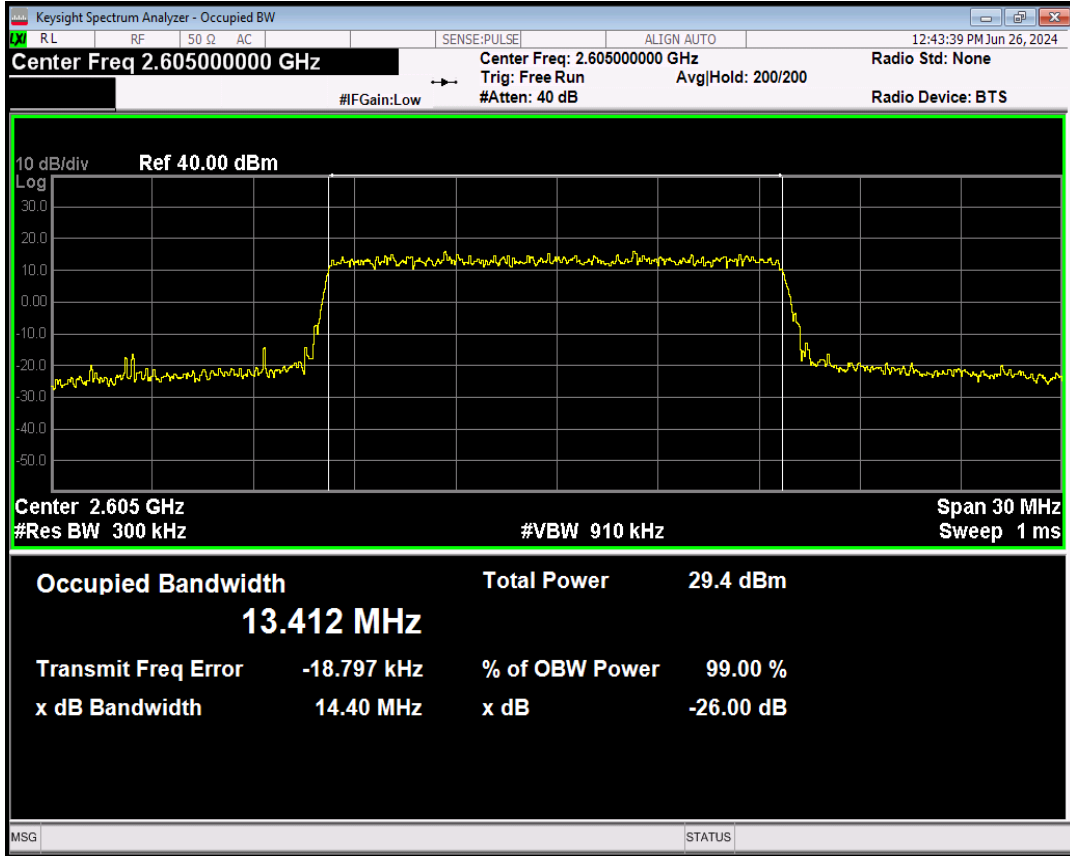 Keysight Spectrum Analyzer - Occupied BW
LXI RL RF 50 Ω AC SENSE:PULSE ALIGN AUTO 12:43:39 PM Jun 26, 2024
Center Freq 2.605000000 GHz Center Freq: 2.605000000 GHz Radio Std: None
Trig: Free Run Avg|Hold: 200/200
#IFGain:Low #Atten: 40 dB Radio Device: BTS
10 dB/div Ref 40.00 dBm
Log
30.0
20.0
10.0
0.00
-10.0
-20.0
-30.0
-40.0
-50.0
Center 2.605 GHz Span 30 MHz
#Res BW 300 kHz #VBW 910 kHz Sweep 1 ms
Occupied Bandwidth Total Power 29.4 dBm
13.412 MHz
Transmit Freq Error -18.797 kHz % of OBW Power 99.00 %
x dB Bandwidth 14.40 MHz x dB -26.00 dB
MSG STATUS